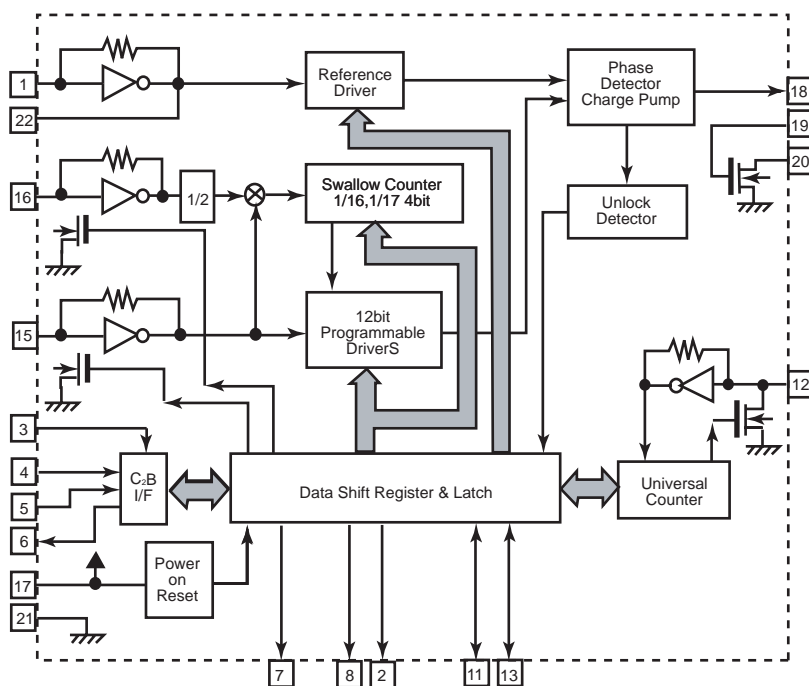 1
Reference
Driver
Phase
Detector
Charge Pump
18
22
19
20
16
1/2
Swallow Counter
1/16,1/17 4bit
Unlock
Detector
15
12bit
Programmable
DriverS
12
3
4
5
6
C2B
I/F
Data Shift Register & Latch
Universal
Counter
17
Power
on
Reset
21
7
8
2
11
13